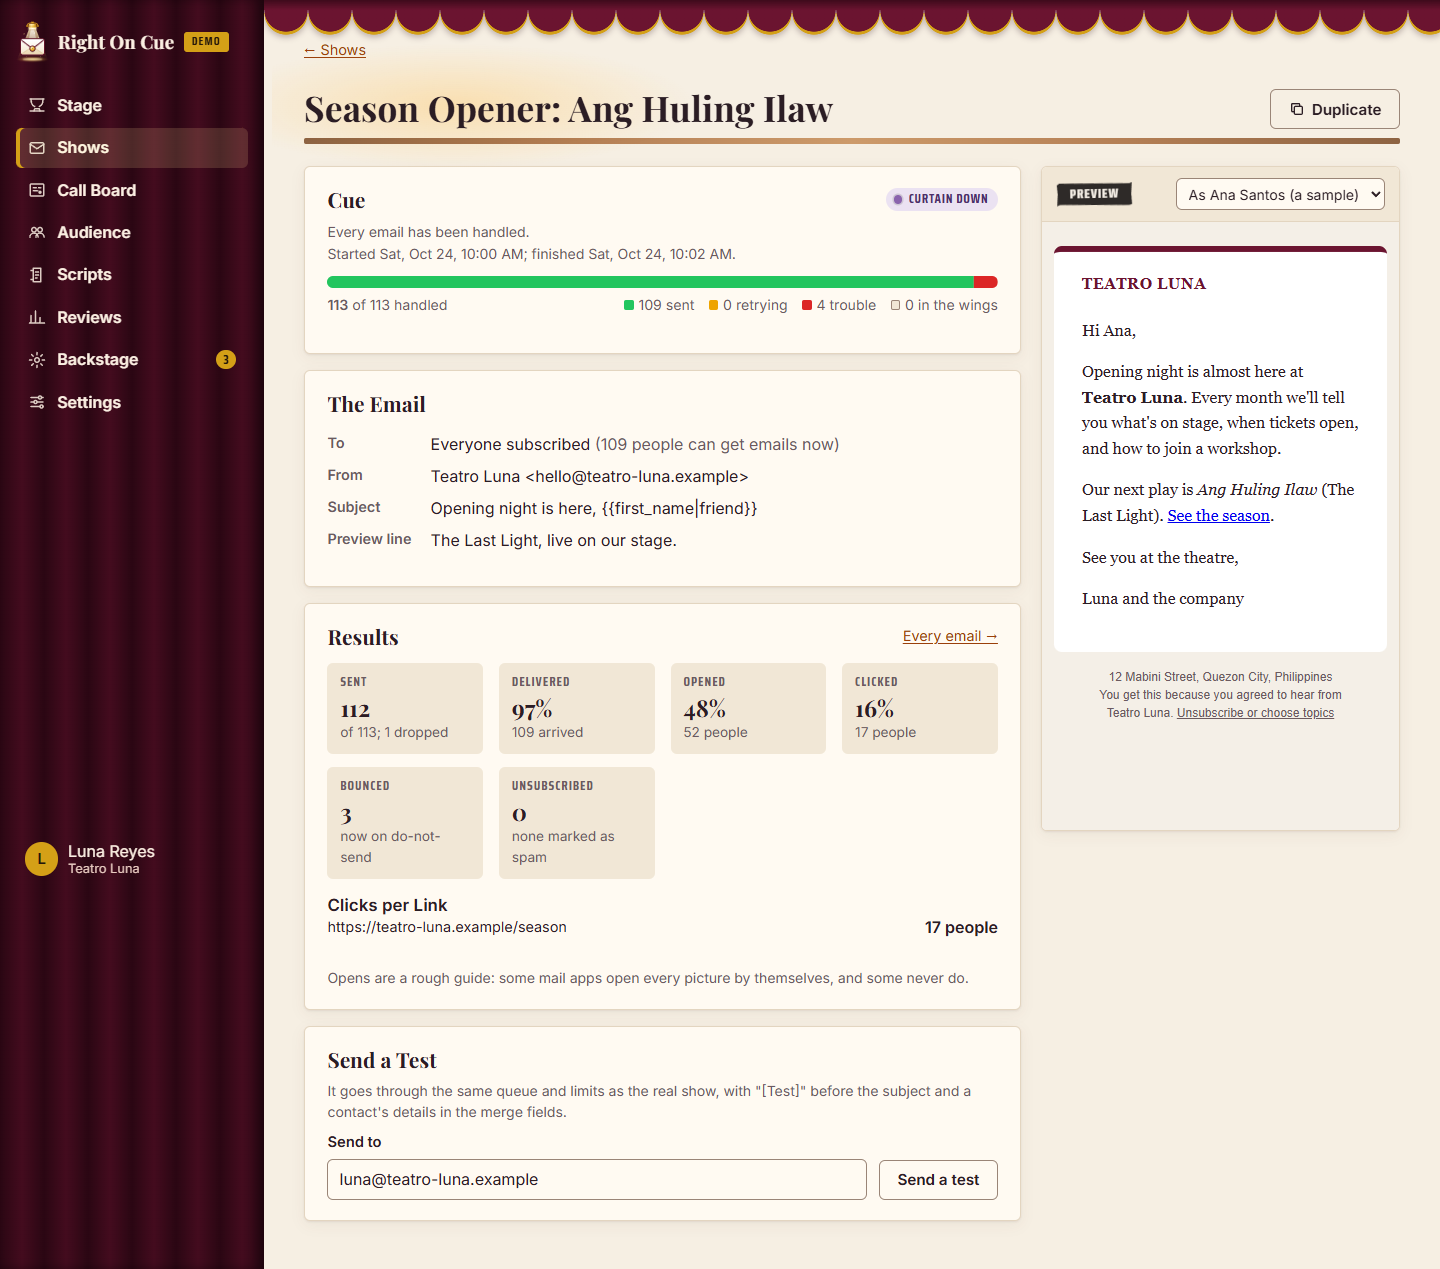 Right On Cue DEMO
Stage
Shows
Call Board
Audience
Scripts
Reviews
Backstage 3
Settings
L
Luna Reyes
Teatro Luna
← Shows
Season Opener: Ang Huling Ilaw
Duplicate
Cue
CURTAIN DOWN
Every email has been handled.
Started Sat, Oct 24, 10:00 AM; finished Sat, Oct 24, 10:02 AM.
113 of 113 handled
109 sent 0 retrying 4 trouble 0 in the wings
The Email
To Everyone subscribed (109 people can get emails now)
From Teatro Luna <hello@teatro-luna.example>
Subject Opening night is here, {{first_name|friend}}
Preview line The Last Light, live on our stage.
Results
Every email →
SENT
112
of 113; 1 dropped
DELIVERED
97%
109 arrived
OPENED
48%
52 people
CLICKED
16%
17 people
BOUNCED
3
now on do-not-
send
UNSUBSCRIBED
0
none marked as
spam
Clicks per Link
https://teatro-luna.example/season 17 people
Opens are a rough guide: some mail apps open every picture by themselves, and some never do.
Send a Test
It goes through the same queue and limits as the real show, with "[Test]" before the subject and a
contact's details in the merge fields.
Send to
luna@teatro-luna.example
Send a test
PREVIEW
As Ana Santos (a sample)
TEATRO LUNA
Hi Ana,
Opening night is almost here at
Teatro Luna. Every month we'll tell
you what's on stage, when tickets open,
and how to join a workshop.
Our next play is Ang Huling Ilaw (The
Last Light). See the season.
See you at the theatre,
Luna and the company
12 Mabini Street, Quezon City, Philippines
You get this because you agreed to hear from
Teatro Luna. Unsubscribe or choose topics